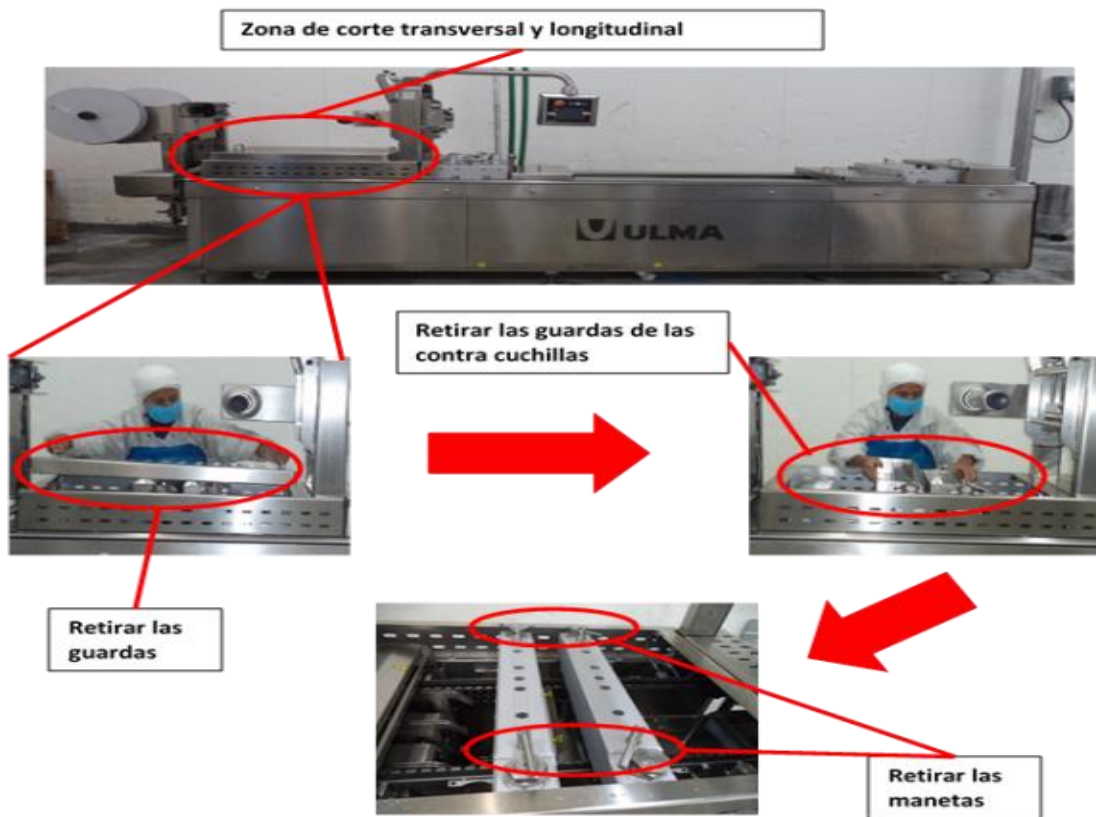 Zona de corte transversal y longitudinal
ULMA
Retirar las guardas de las
contra cuchillas
Retirar las
guardas
Retirar las
manetas